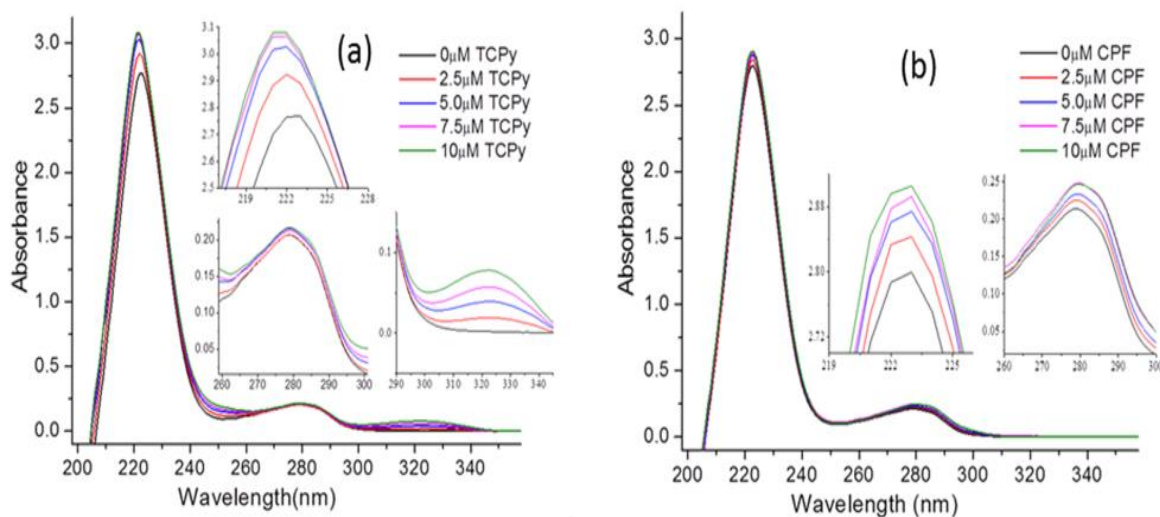 (a)
0μM TCPy
2.5μM TCPy
5.0μM TCPy
7.5μM TCPy
10μM TCPy
Absorbance
3.0
2.5
2.0
1.5
1.0
0.5
0.0
200 220 240 260 280 300 320 340
Wavelength(nm)
3.1
3.0
2.9
2.8
2.7
2.6
2.5
219 222 225 228
0.20
0.15
0.10
0.05
260 270 280 290 300
0.1
0.0
290 300 310 320 330 340
(b)
0μM CPF
2.5μM CPF
5.0μM CPF
7.5μM CPF
10μM CPF
Absorbance
3.0
2.5
2.0
1.5
1.0
0.5
0.0
200 220 240 260 280 300 320 340
Wavelength (nm)
2.88
2.80
2.72
219 222 225
0.25
0.20
0.15
0.10
0.05
260 270 280 290 300